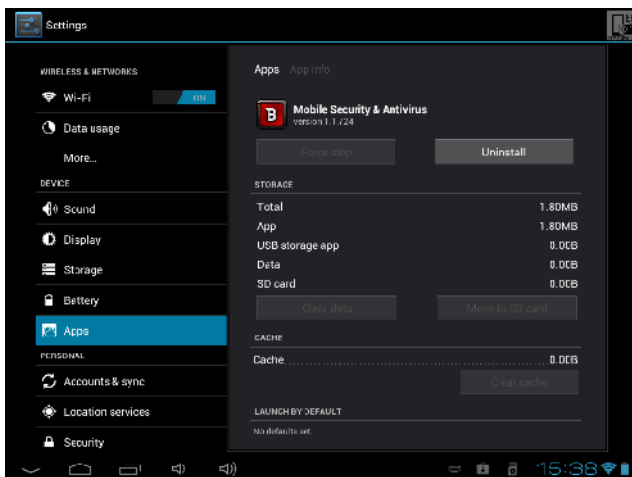 Settings
WIRELESS & NETWORKS
Wi-Fi ON
Data usage
More...
DEVICE
Sound
Display
Storage
Battery
Apps
PERSONAL
Accounts & sync
Location services
Security
Apps App info
B Mobile Security & Antivirus
version 1.1.724
Force stop Uninstall
STORAGE
Total 1.80MB
App 1.80MB
USB storage app 0.00B
Data 0.00B
SD card 0.00B
Clear data Move to SD card
CACHE
Cache 0.00B
Clear cache
LAUNCH BY DEFAULT
No defaults set.
15:38